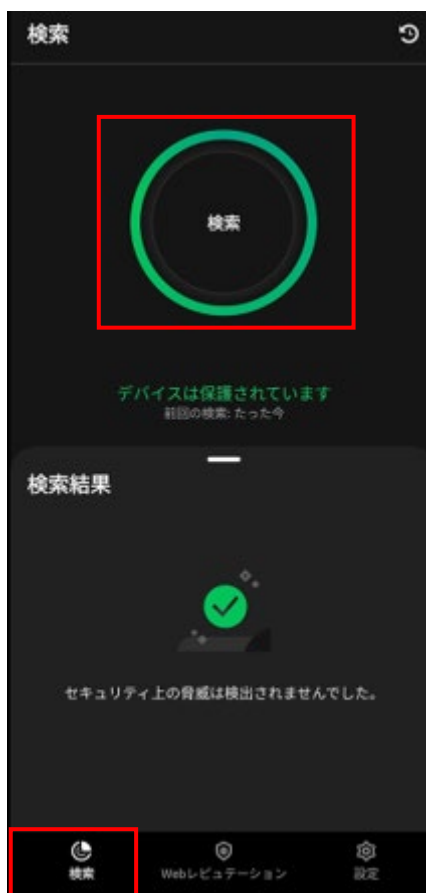 検索
検索
デバイスは保護されています
前回の検索: たった今
検索結果
セキュリティ上の脅威は検出されませんでした。
検索
Webレピュテーション
設定